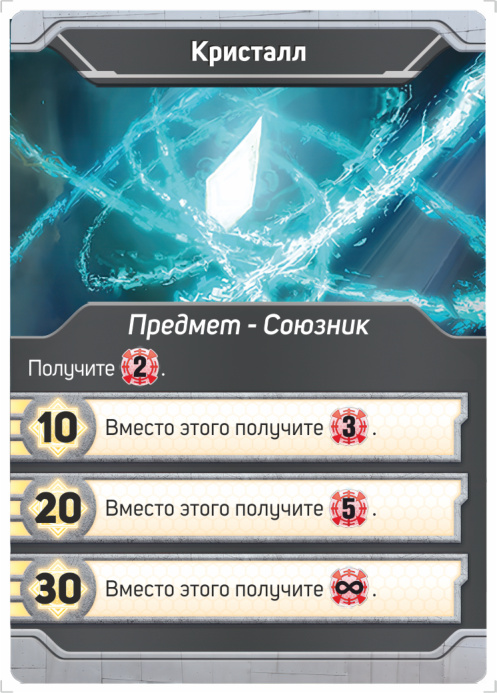 Кристалл
Предмет - Союзник
Получите 2.
10 Вместо этого получите 3.
20 Вместо этого получите 5.
30 Вместо этого получите ∞.